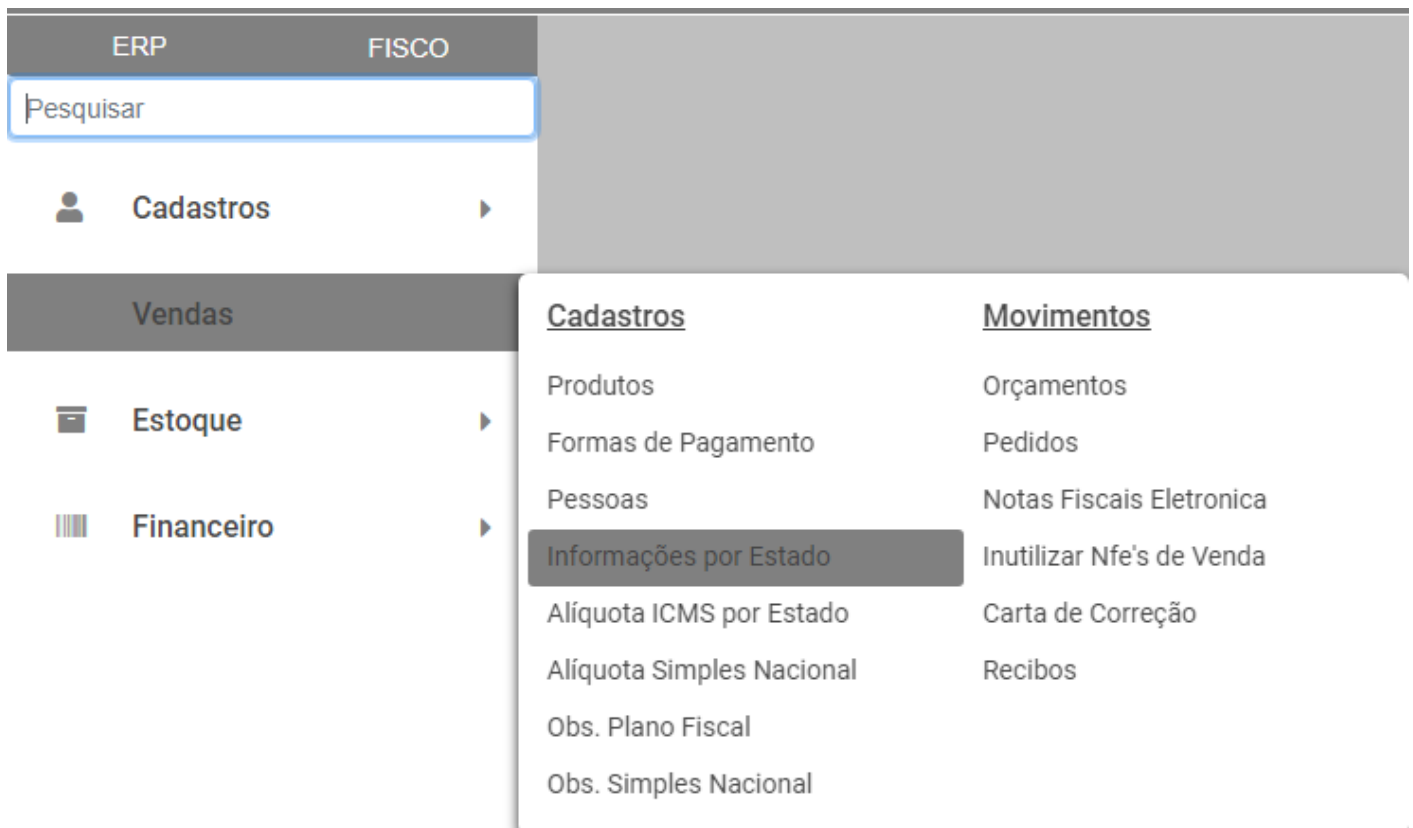 ERP
FISCO
Pesquisar
Cadastros
Vendas
Estoque
Financeiro
Cadastros
Produtos
Formas de Pagamento
Pessoas
Informações por Estado
Alíquota ICMS por Estado
Alíquota Simples Nacional
Obs. Plano Fiscal
Obs. Simples Nacional
Movimentos
Orçamentos
Pedidos
Notas Fiscais Eletronica
Inutilizar Nfe's de Venda
Carta de Correção
Recibos